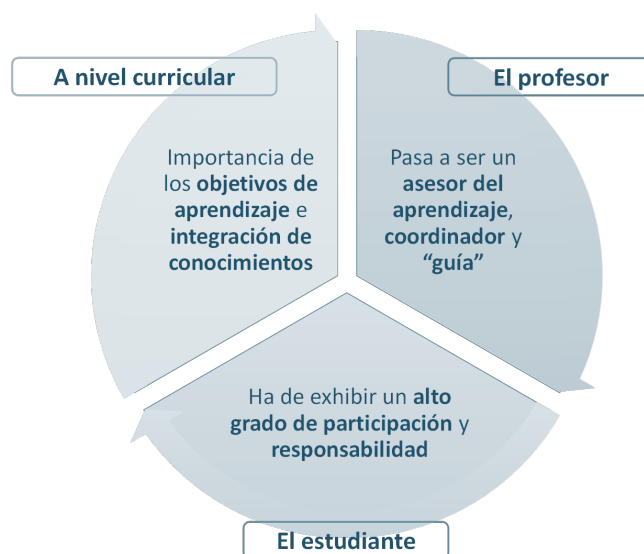 A nivel curricular
Importancia de
los objetivos de
aprendizaje e
integración de
conocimientos
El profesor
Pasa a ser un
asesor del
aprendizaje,
coordinador y
“guía”
Ha de exhibir un alto
grado de participación y
responsabilidad
El estudiante